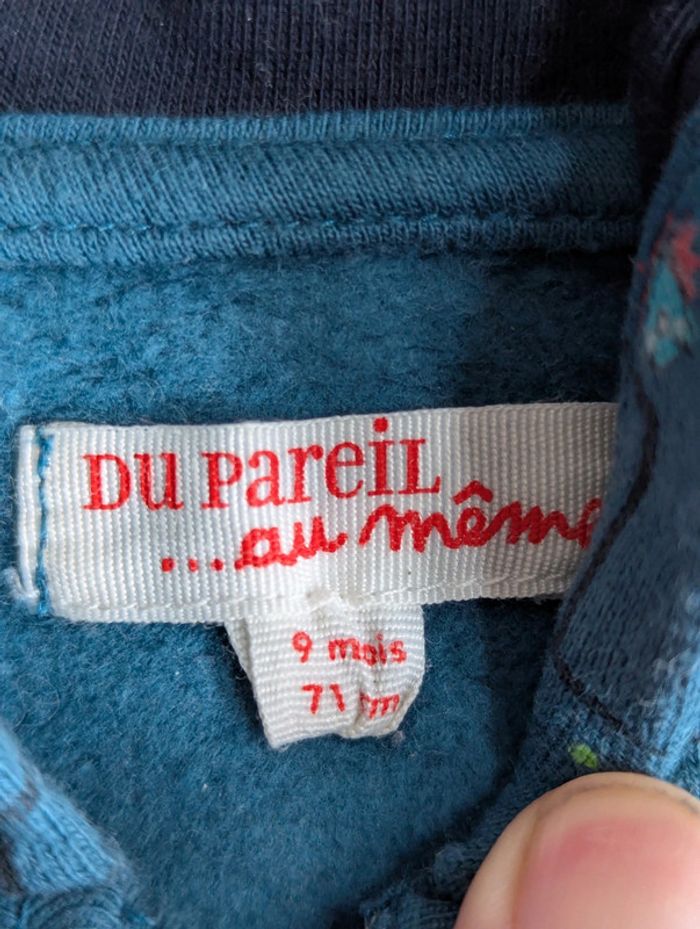 DU PAREIL
...au même
9 mois
71 cm